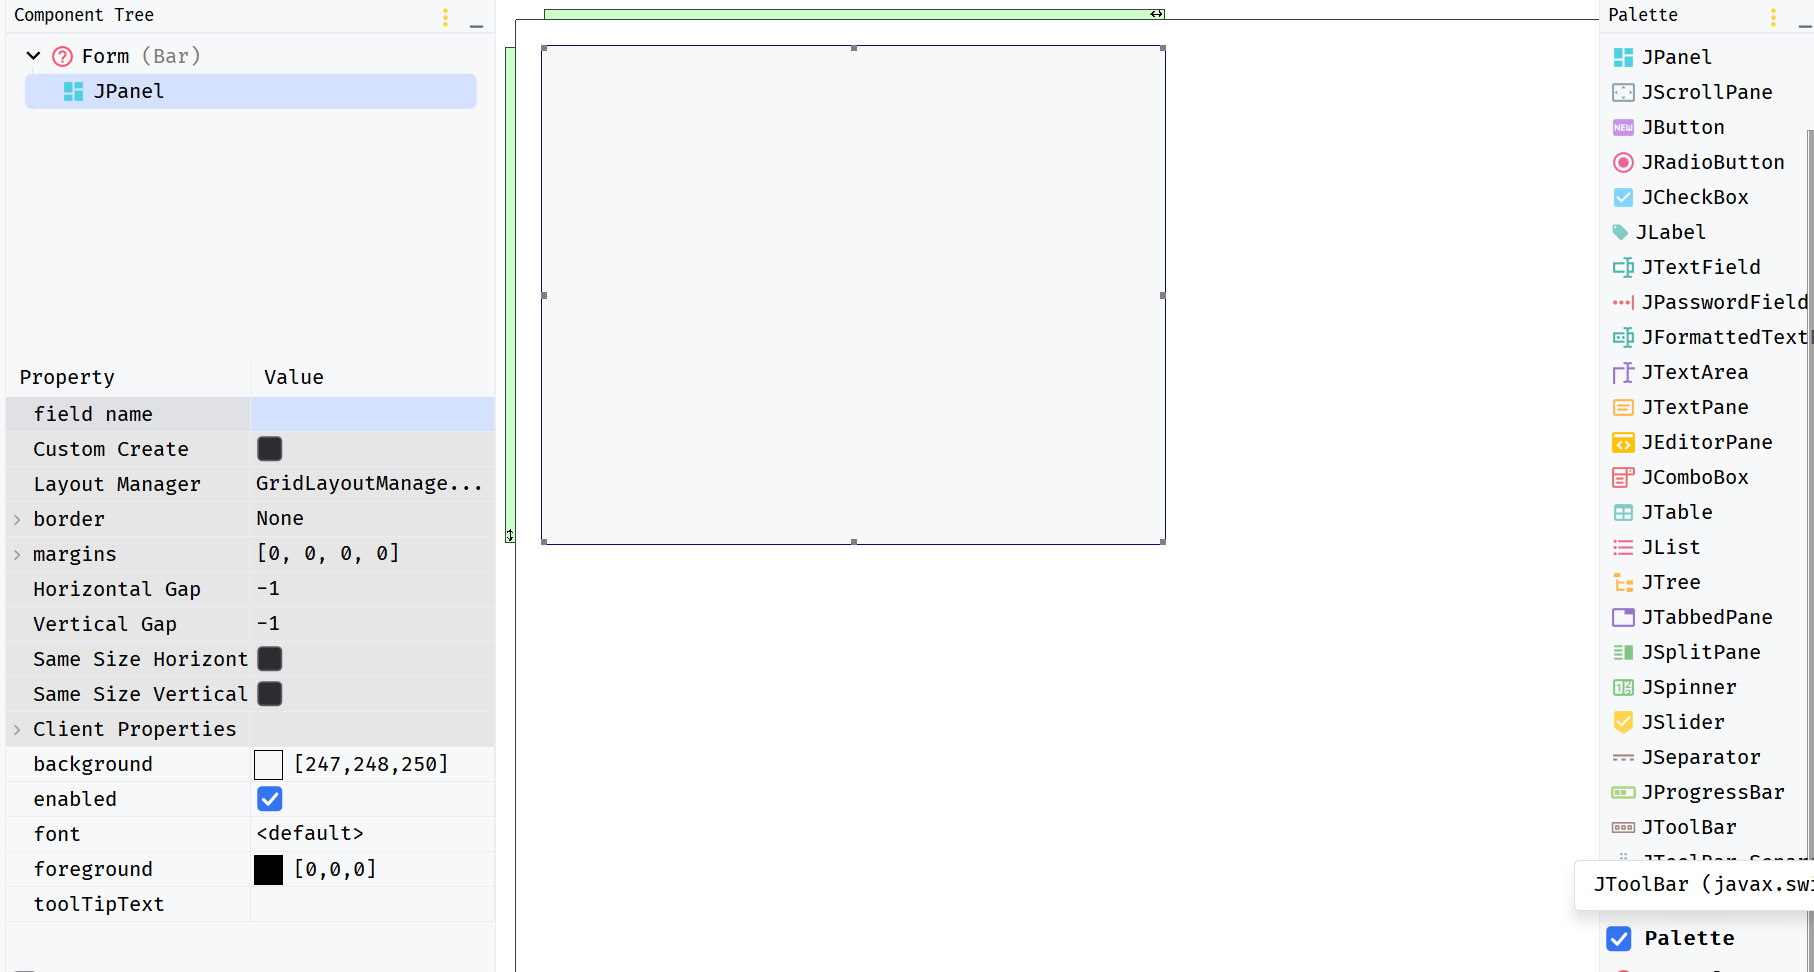 Component Tree
Form (Bar)
JPanel
Property Value
field name
Custom Create
Layout Manager GridLayoutManage...
border None
margins [0, 0, 0, 0]
Horizontal Gap -1
Vertical Gap -1
Same Size Horizont
Same Size Vertical
Client Properties
background [247,248,250]
enabled
font <default>
foreground [0,0,0]
toolTipText
Palette
JPanel
JScrollPane
NEW JButton
JRadioButton
JCheckBox
JLabel
JTextField
JPasswordField
JFormattedText
JTextArea
JTextPane
JEditorPane
JComboBox
JTable
JList
JTree
JTabbedPane
JSplitPane
JSpinner
JSlider
JSeparator
JProgressBar
JToolBar
JToolBar
JToolBar (javax.swi
Palette